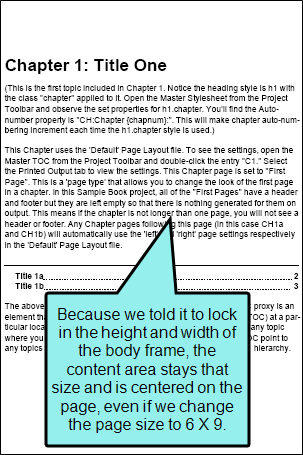 Chapter 1: Title One
(This is the first topic included in Chapter 1. Notice the heading style is h1 with
the class "chapter" applied to it. Open the Master Stylesheet from the Project
Toolbar and observe the set properties for h1.chapter. You'll find the Auto-
number property is "CH:Chapter {chapnum}:". This will make chapter auto-num-
bering increment each time the h1.chapter style is used.)
This Chapter uses the 'Default' Page Layout file. To see the settings, open the
Master TOC from the Project Toolbar and double-click the entry "C1." Select
the Printed Output tab to view the settings. This Chapter page is set to "First
Page". This is a 'page type' that allows you to change the look of the first page
in a chapter. In this Sample Book project, all of the "First Pages" have a header
and footer but they are left empty so that there is nothing generated for them on
output. This means if the chapter is not longer than one page, you will not see a
header or footer. Any Chapter pages following this page (in this case CH1a
and CH1b) will automatically use the 'left' and 'right' page settings respectively
in the 'Default' Page Layout file.
Title 1a 2
Title 1b 3
The above proxy is an
element th TOC) at a par-
ticular loca any topic
where you OC point to
any topics hierarchy.
Because we told it to lock
in the height and width of
the body frame, the
content area stays that
size and is centered on the
page, even if we change
the page size to 6 X 9.